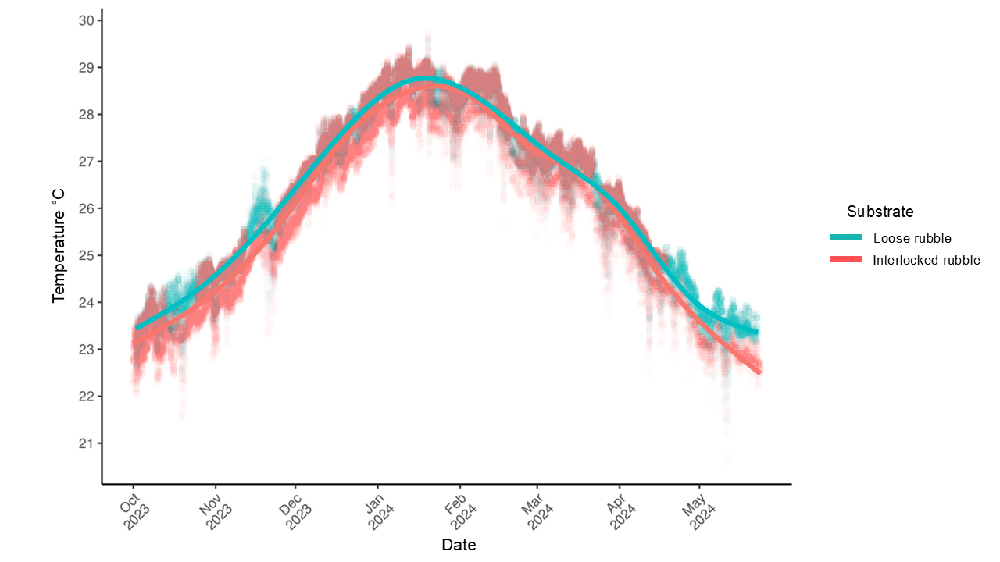 30
29
28
27
26
25
24
23
22
21
Temperature °C
Oct
2023
Nov
2023
Dec
2023
Jan
2024
Feb
2024
Mar
2024
Apr
2024
May
2024
Date
Substrate
Loose rubble
Interlocked rubble